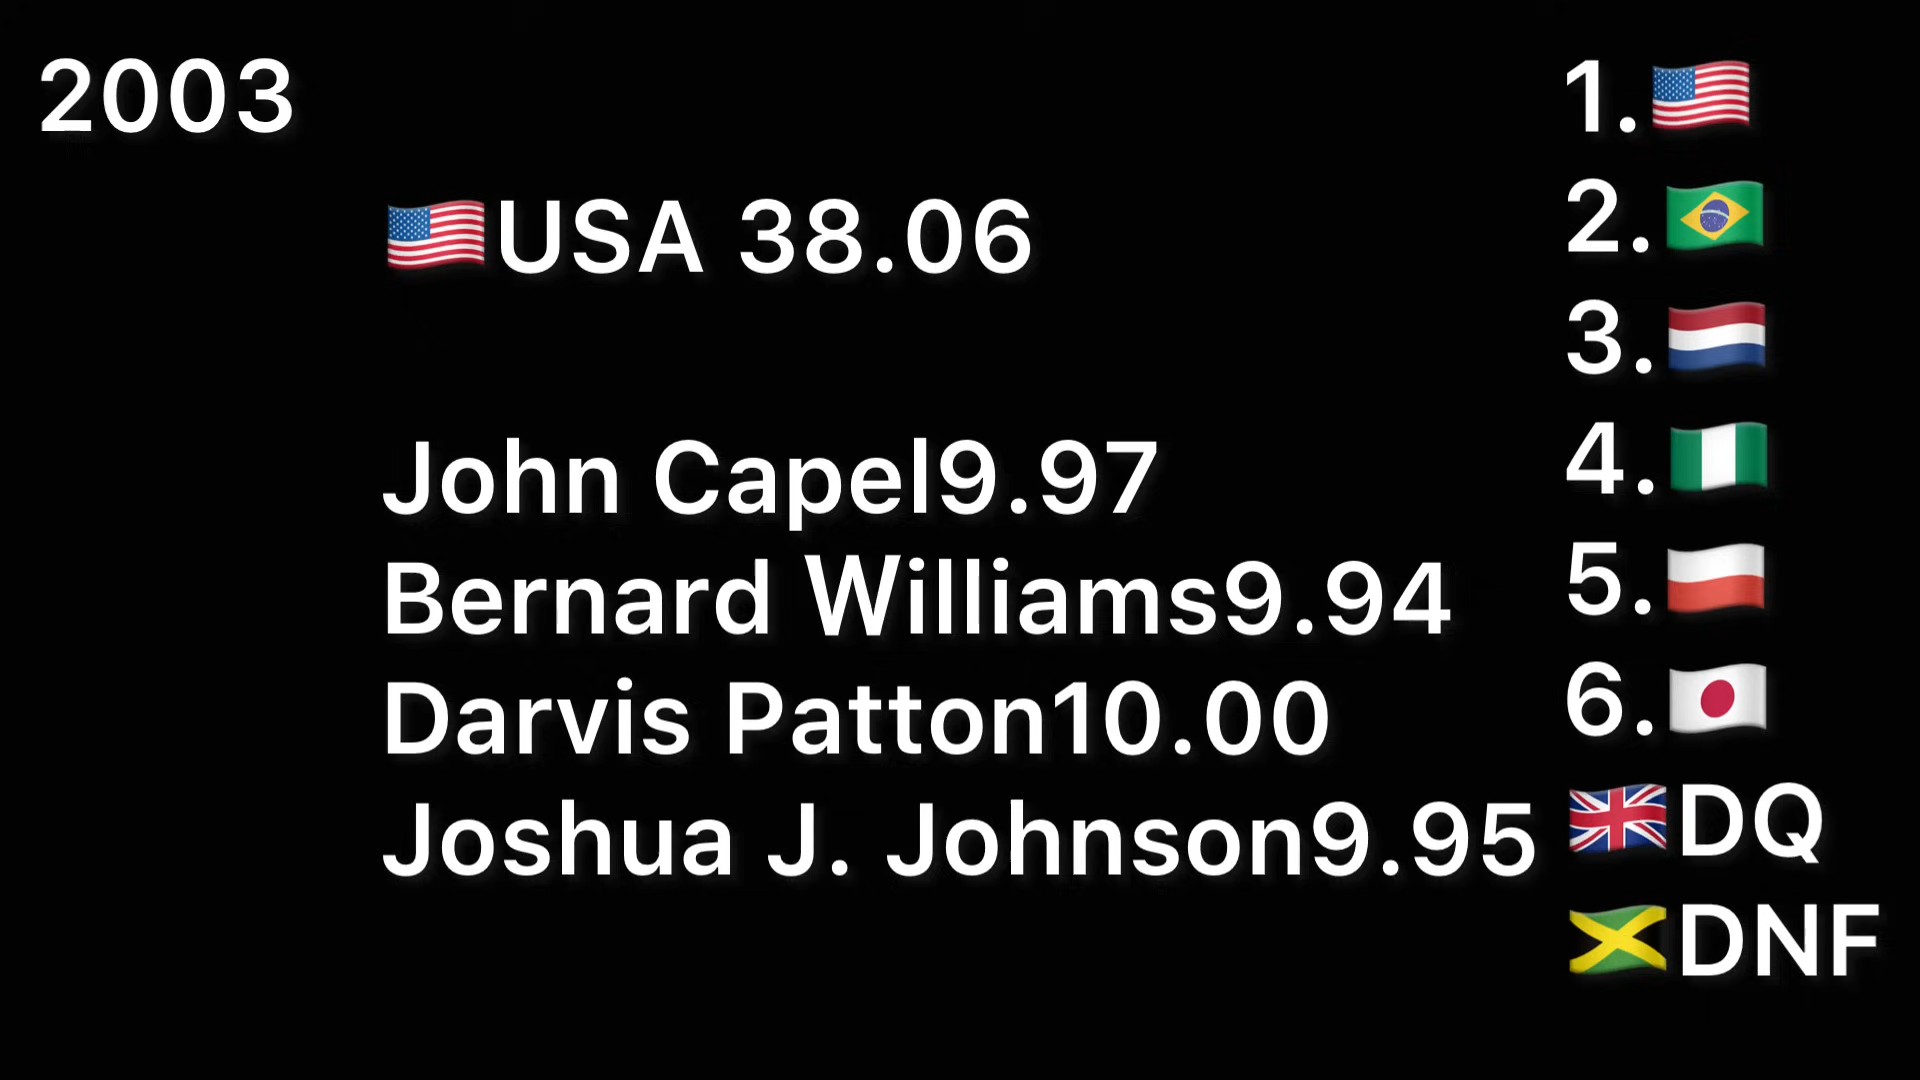 2003
🇺🇸USA 38.06
John Capel9.97
Bernard Williams9.94
Darvis Patton10.00
Joshua J. Johnson9.95
1.🇺🇸
2.🇧🇷
3.🇳🇱
4.🇳🇬
5.🇵🇱
6.🇯🇵
🇬🇧DQ
🇯🇲DNF